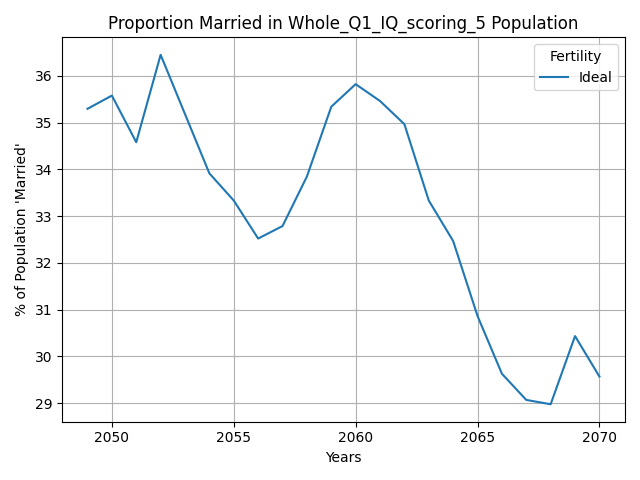 Proportion Married in Whole_Q1_IQ_scoring_5 Population
Fertility
Ideal
% of Population 'Married'
36
35
34
33
32
31
30
29
2050
2055
2060
2065
2070
Years